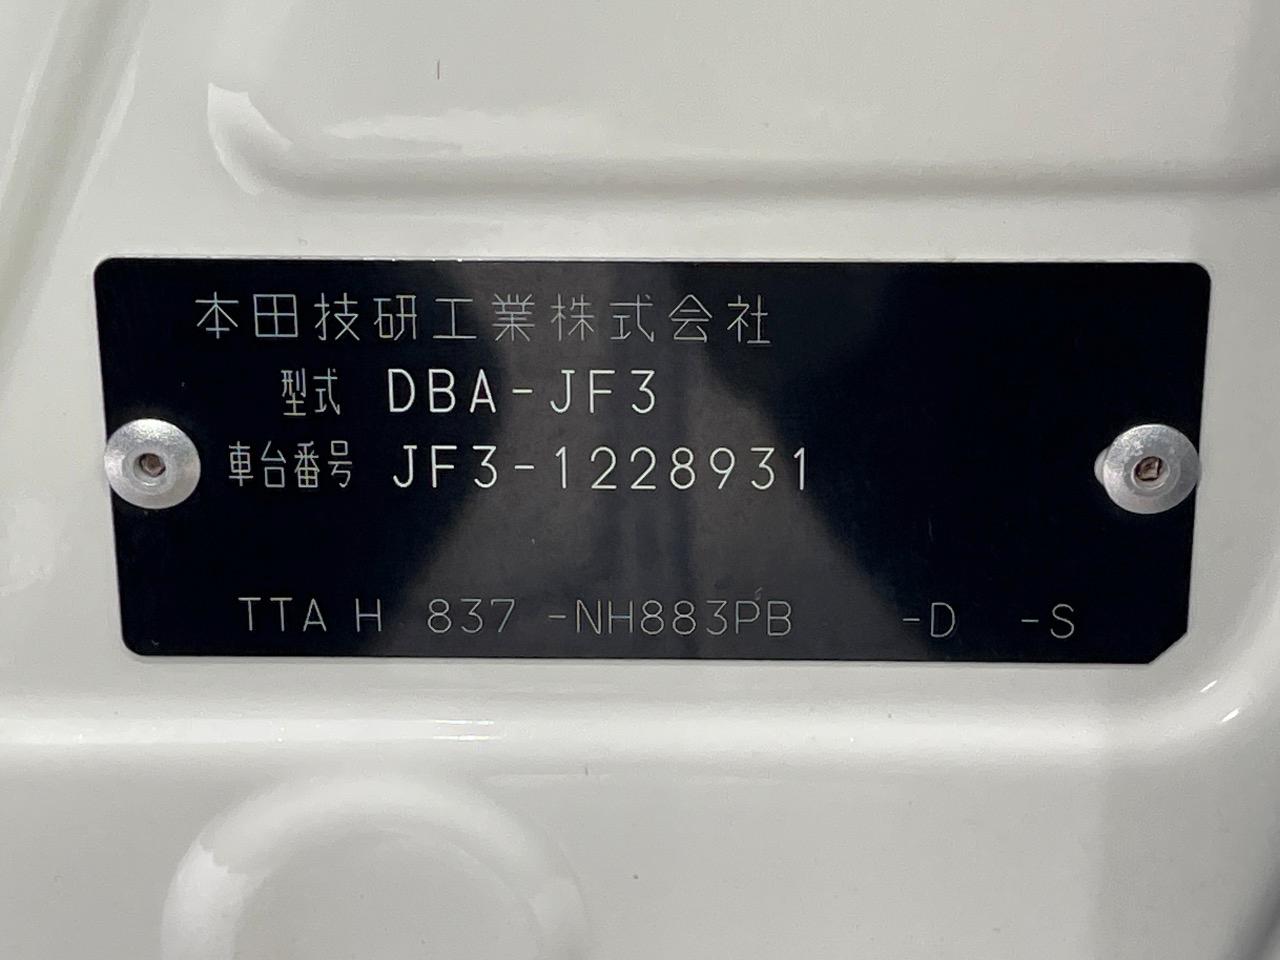 本田技研工業株式会社
型式 DBA-JF3
車台番号 JF3-1228931
TTA H 837 -NH883PB -D -S